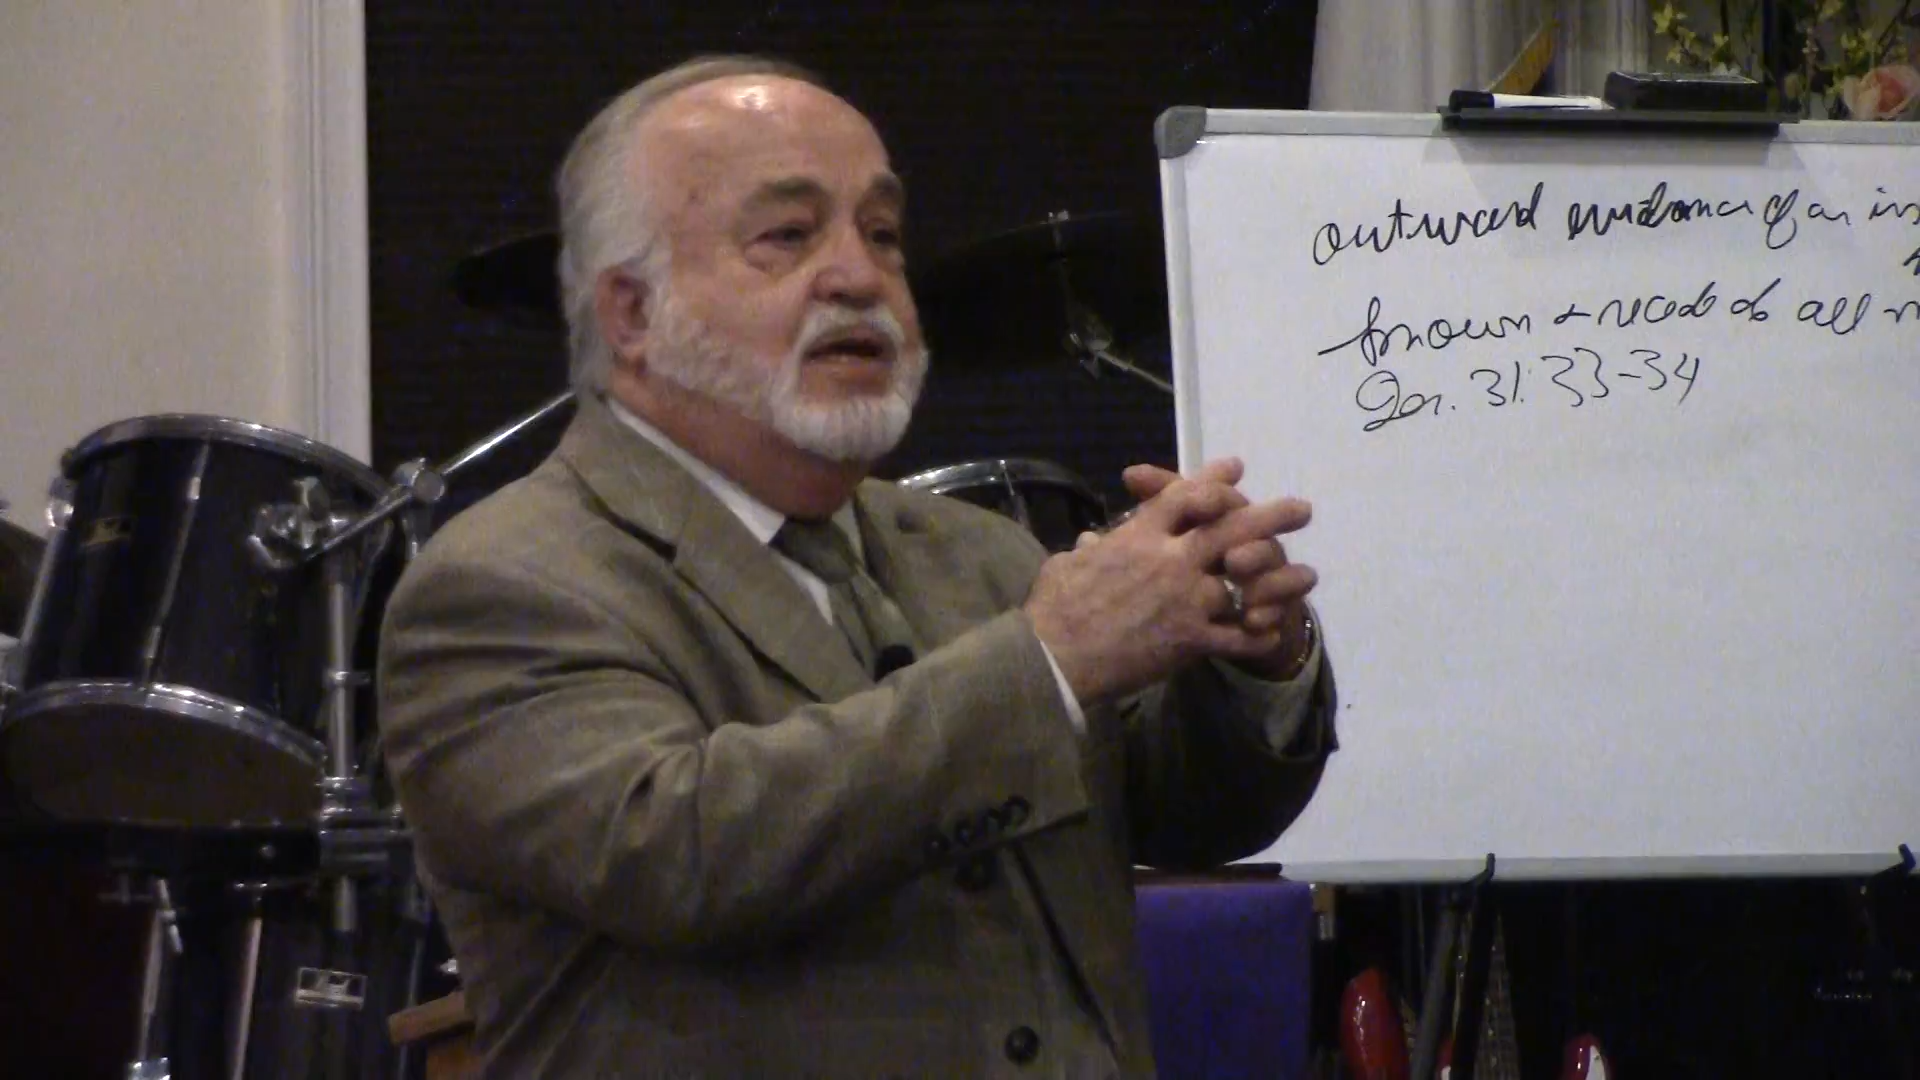 outward evidence of an in
known & read of all m
Jer. 31:33-34